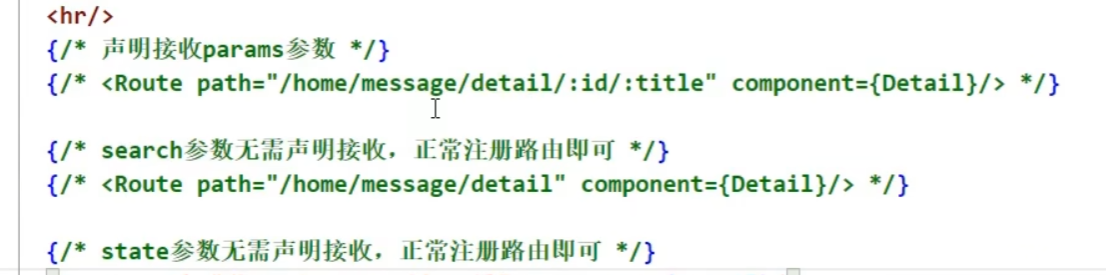 <hr/>
{/* 声明接收params参数 */}
{/* <Route path="/home/message/detail/:id/:title" component={Detail}/> */}
{/* search参数无需声明接收，正常注册路由即可 */}
{/* <Route path="/home/message/detail" component={Detail}/> */}
{/* state参数无需声明接收，正常注册路由即可 */}